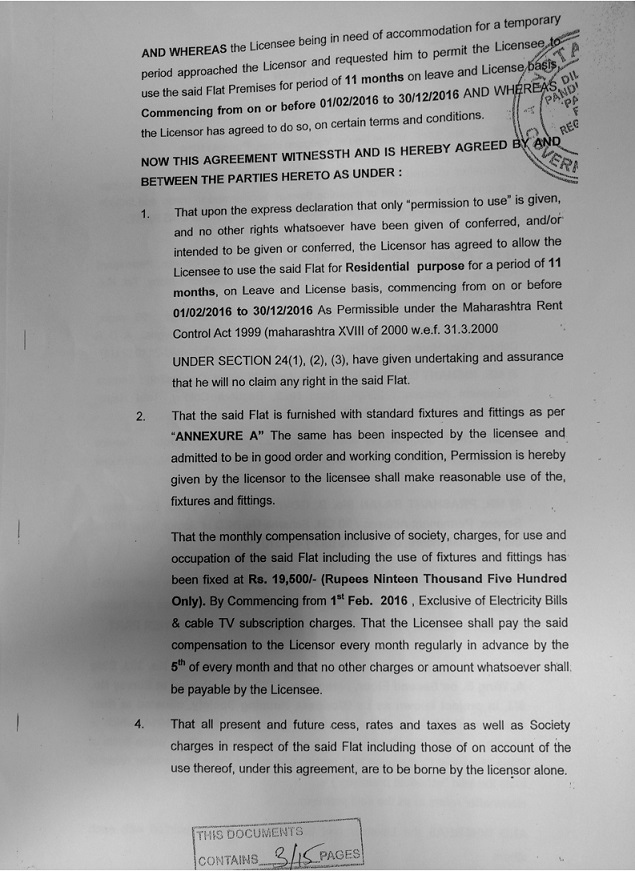 AND WHEREAS the Licensee being in need of accommodation for a temporary
period approached the Licensor and requested him to permit the Licensee to
use the said Flat Premises for period of 11 months on leave and License basis,
Commencing from on or before 01/02/2016 to 30/12/2016 AND WHEREAS,
the Licensor has agreed to do so, on certain terms and conditions.
NOW THIS AGREEMENT WITNESSTH AND IS HEREBY AGREED BY AND
BETWEEN THE PARTIES HERETO AS UNDER :
1. That upon the express declaration that only “permission to use” is given,
and no other rights whatsoever have been given of conferred, and/or
intended to be given or conferred, the Licensor has agreed to allow the
Licensee to use the said Flat for Residential purpose for a period of 11
months, on Leave and License basis, commencing from on or before
01/02/2016 to 30/12/2016 As Permissible under the Maharashtra Rent
Control Act 1999 (maharashtra XVIII of 2000 w.e.f. 31.3.2000
UNDER SECTION 24(1), (2), (3), have given undertaking and assurance
that he will no claim any right in the said Flat.
2. That the said Flat is furnished with standard fixtures and fittings as per
“ANNEXURE A” The same has been inspected by the licensee and
admitted to be in good order and working condition, Permission is hereby
given by the licensor to the licensee shall make reasonable use of the,
fixtures and fittings.
That the monthly compensation inclusive of society, charges, for use and
occupation of the said Flat including the use of fixtures and fittings has
been fixed at Rs. 19,500/- (Rupees Ninteen Thousand Five Hundred
Only). By Commencing from 1st Feb. 2016 , Exclusive of Electricity Bills
& cable TV subscription charges. That the Licensee shall pay the said
compensation to the Licensor every month regularly in advance by the
5th of every month and that no other charges or amount whatsoever shall
be payable by the Licensee.
4. That all present and future cess, rates and taxes as well as Society
charges in respect of the said Flat including those of on account of the
use thereof, under this agreement, are to be borne by the licensor alone.
THIS DOCUMENTS
CONTAINS 3/15 PAGES